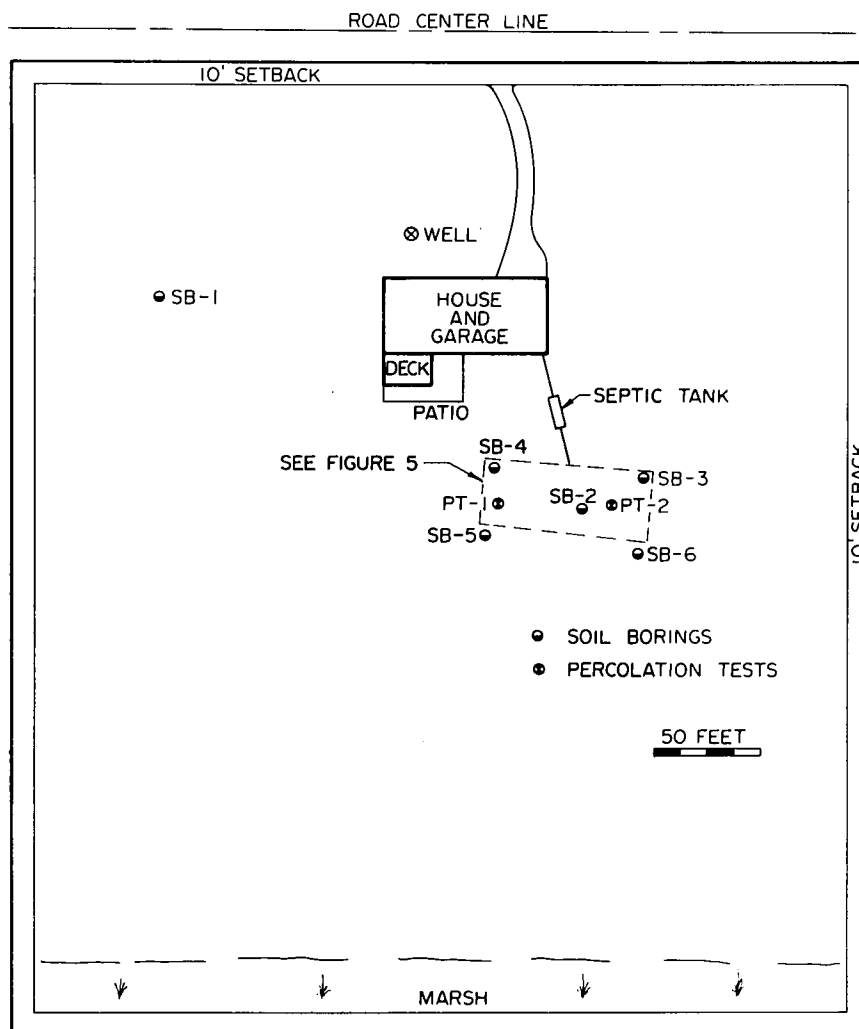 ROAD CENTER LINE
10' SETBACK
WELL
SB-1
HOUSE
AND
GARAGE
DECK
PATIO
SEPTIC TANK
SB-4
SEE FIGURE 5
SB-3
PT-1
SB-2
PT-2
SB-5
SB-6
10' SETBACK
SOIL BORINGS
PERCOLATION TESTS
50 FEET
MARSH